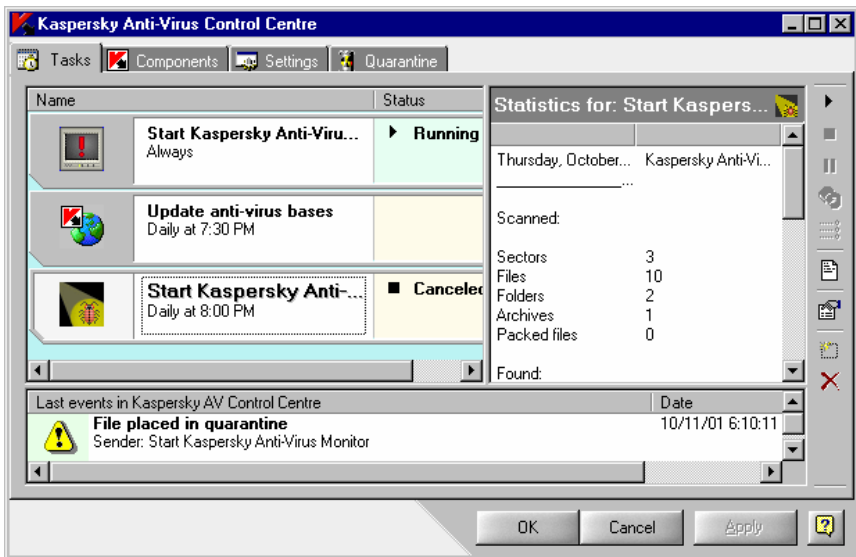 Kaspersky Anti-Virus Control Centre
Tasks Components Settings Quarantine
Name Status
Start Kaspersky Anti-Viru... Running
Always
Update anti-virus bases
Daily at 7:30 PM
Start Kaspersky Anti-... Canceled
Daily at 8:00 PM
Statistics for: Start Kaspers...
Thursday, October... Kaspersky Anti-Vi...
_________________...
Scanned:
Sectors 3
Files 10
Folders 2
Archives 1
Packed files 0
Found:
Last events in Kaspersky AV Control Centre Date
File placed in quarantine 10/11/01 6:10:11
Sender: Start Kaspersky Anti-Virus Monitor
OK Cancel Apply